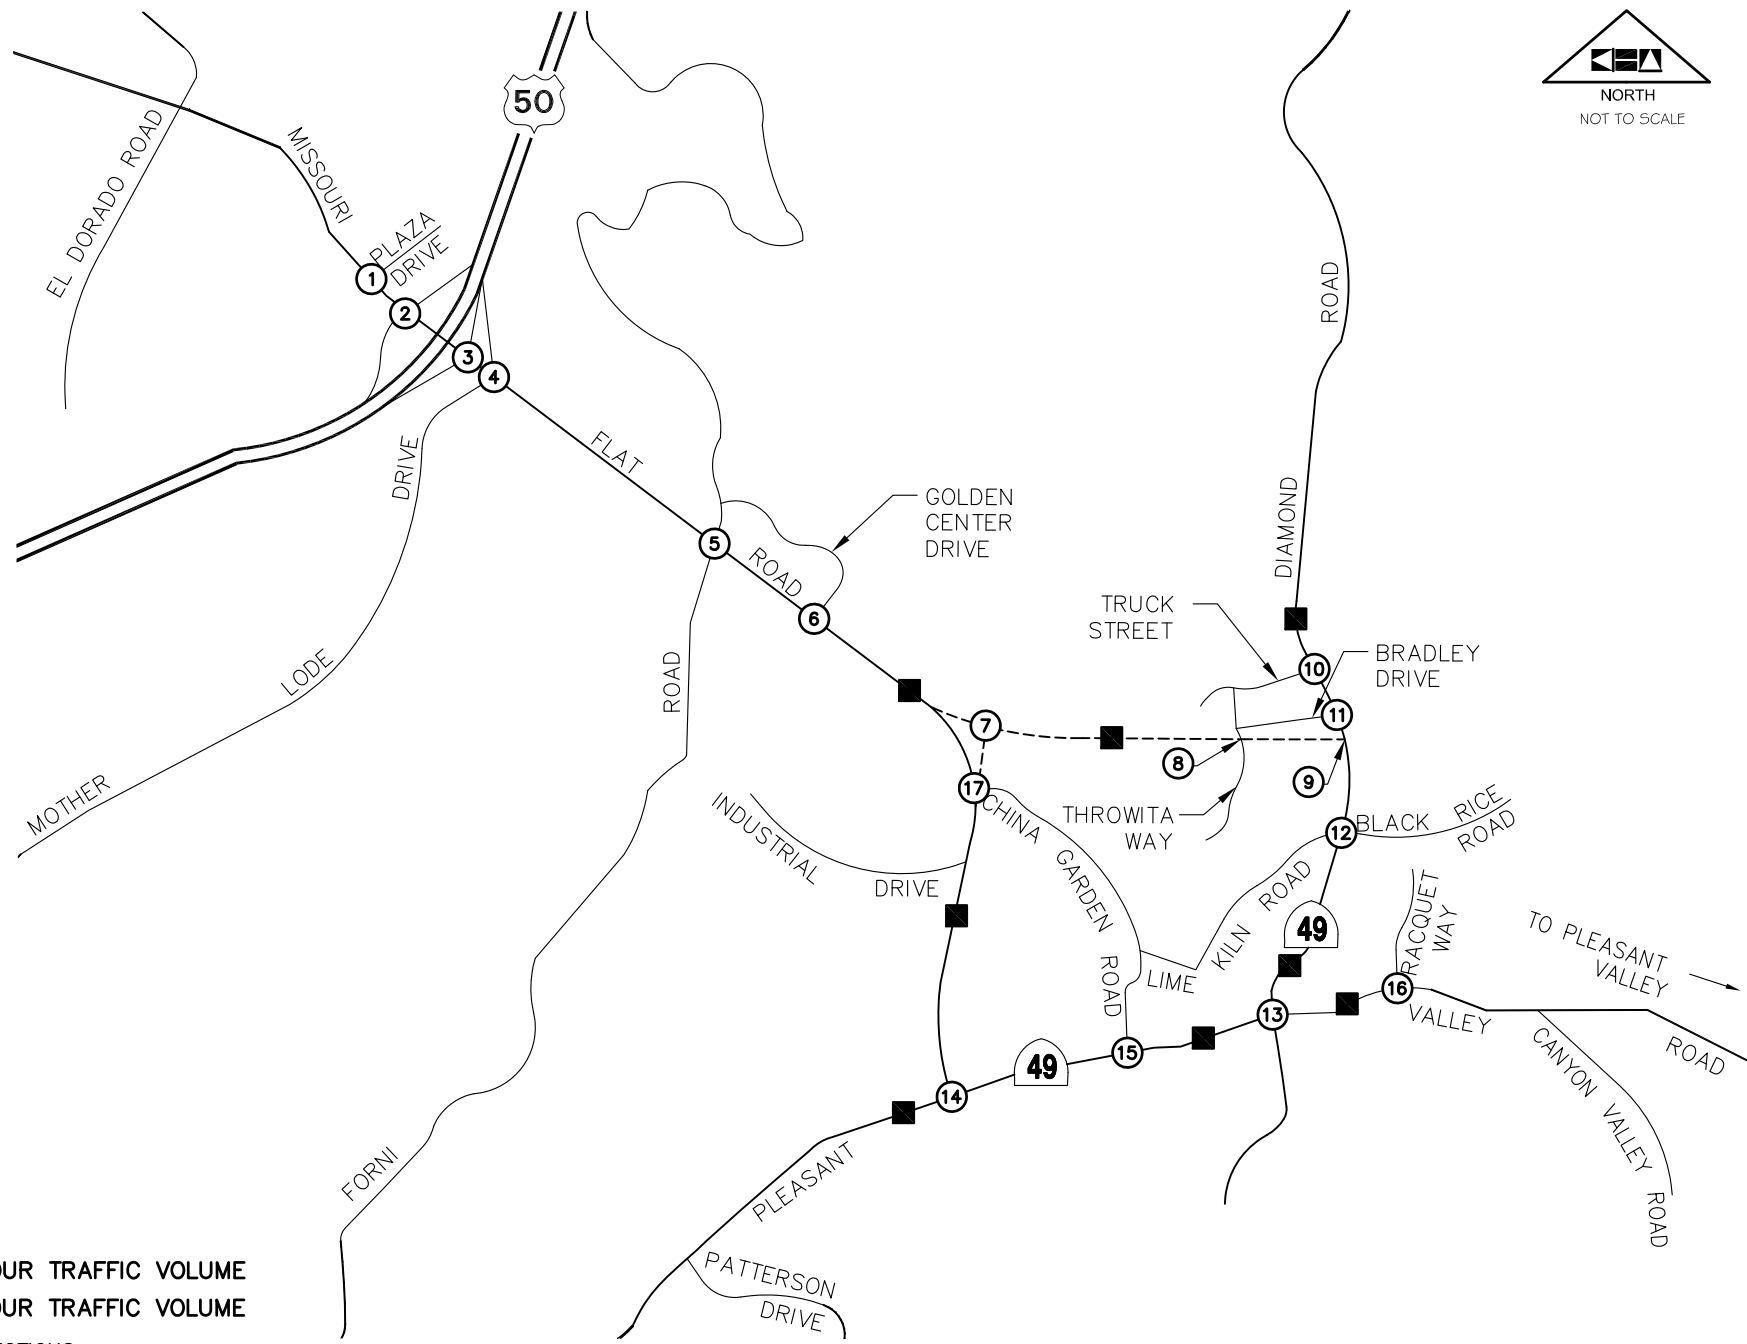 NORTH
NOT TO SCALE
50
EL DORADO ROAD
MISSOURI
PLAZA
DRIVE
1
2
3
4
FLAT
DRIVE
LODE
MOTHER
5
ROAD
6
GOLDEN
CENTER
DRIVE
ROAD
DIAMOND
TRUCK
STREET
10
BRADLEY
DRIVE
11
7
8
9
ROAD
FORNI
17
INDUSTRIAL
DRIVE
CHINA
GARDEN
ROAD
THROWITA
WAY
12
BLACK
RICE
ROAD
LIME
KILN
ROAD
49
RACQUET
WAY
TO PLEASANT
VALLEY
13
16
VALLEY
ROAD
CANYON
VALLEY
ROAD
15
49
14
PLEASANT
PATTERSON
DRIVE
TRAFFIC VOLUME
TRAFFIC VOLUME